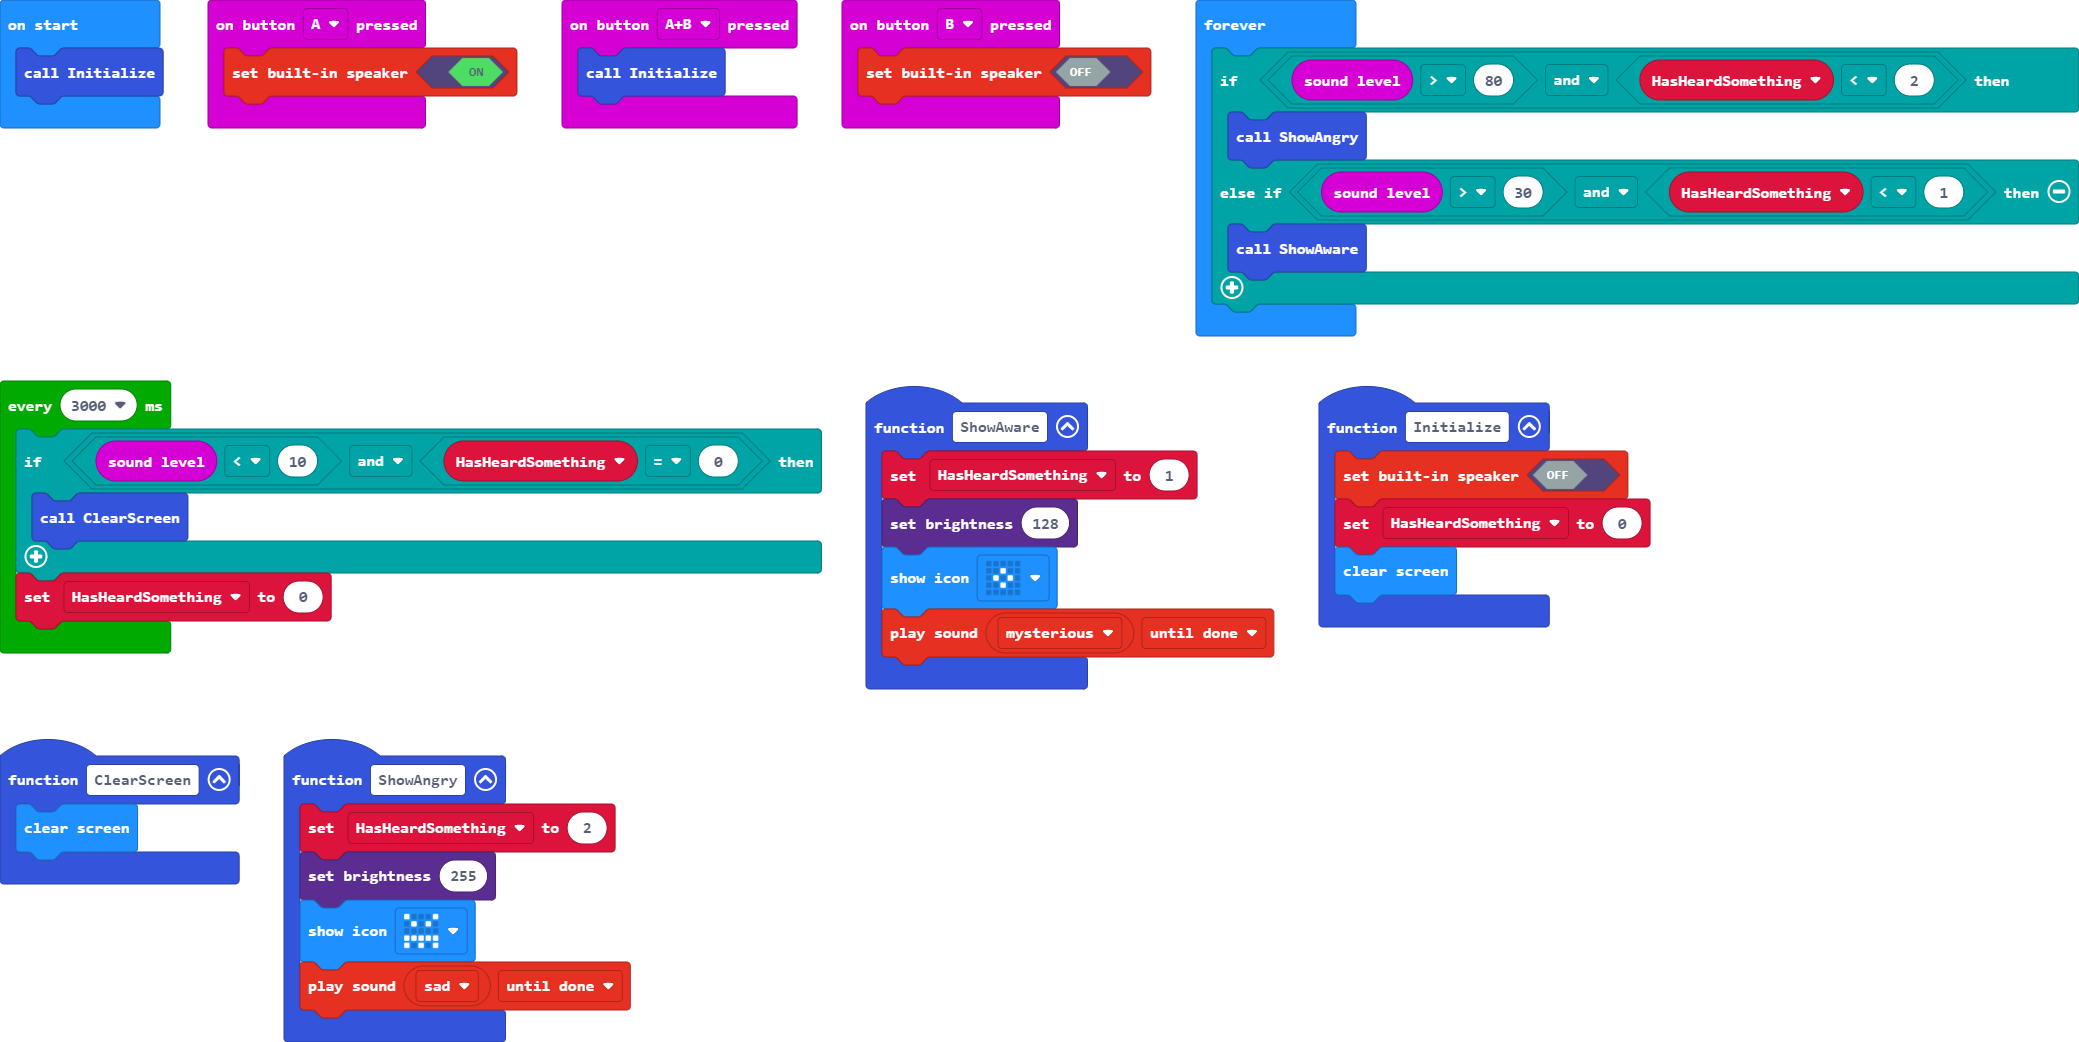 on start
call Initialize
on button A pressed
set built-in speaker ON
on button A+B pressed
call Initialize
on button B pressed
set built-in speaker OFF
forever
if sound level > 80 and HasHeardSomething < 2 then
call ShowAngry
else if sound level > 30 and HasHeardSomething < 1 then
call ShowAware
every 3000 ms
if sound level < 10 and HasHeardSomething = 0 then
call ClearScreen
set HasHeardSomething to 0
function ShowAware
set HasHeardSomething to 1
set brightness 128
show icon
play sound mysterious until done
function Initialize
set built-in speaker OFF
set HasHeardSomething to 0
clear screen
function ClearScreen
clear screen
function ShowAngry
set HasHeardSomething to 2
set brightness 255
show icon
play sound sad until done